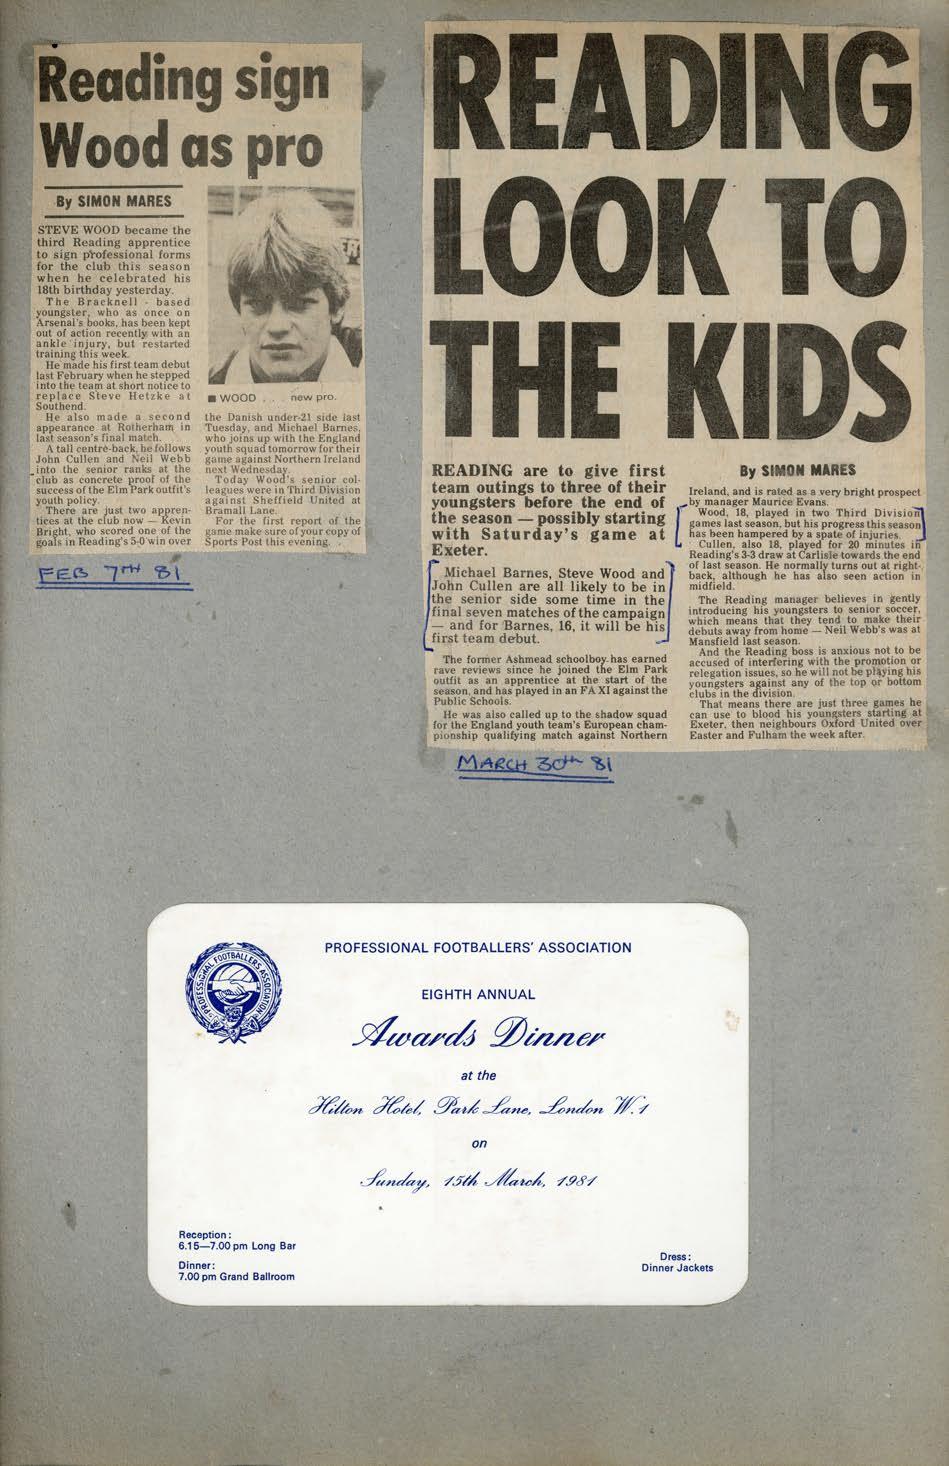 Reading sign
Wood as pro
By SIMON MARES
STEVE WOOD became the
third Reading apprentice
to sign professional forms
for the club this season
when he celebrated his
18th birthday yesterday.
The Bracknell - based
youngster, who as once on
Arsenal's books, has been kept
out of action recently with an
ankle injury, but restarted
training this week.
He made his first team debut
last February when he stepped
into the team at short notice to
replace Steve Hetzke at
Southend.
He also made a second
appearance at Rotherham in
last season's final match.
A tall centre-back, he follows
John Cullen and Neil Webb
into the senior ranks at the
club as concrete proof of the
success of the Elm Park outfit's
youth policy.
There are just two appren-
tices at the club now — Kevin
Bright, who scored one of the
goals in Reading's 5-0 win over
■ WOOD . . . new pro.
the Danish under-21 side last
Tuesday, and Michael Barnes,
who joins up with the England
youth squad tomorrow for their
game against Northern Ireland
next Wednesday.
Today Wood's senior col-
leagues were in Third Division
against Sheffield United at
Bramall Lane.
For the first report of the
game make sure of your copy of
Sports Post this evening.
FEB 7TH 81
READING
LOOK TO
THE KIDS
READING are to give first
team outings to three of their
youngsters before the end of
the season — possibly starting
with Saturday's game at
Exeter.
Michael Barnes, Steve Wood and
John Cullen are all likely to be in
the senior side some time in the
final seven matches of the campaign
— and for Barnes, 16, it will be his
first team debut.
The former Ashmead schoolboy has earned
rave reviews since he joined the Elm Park
outfit as an apprentice at the start of the
season, and has played in an FA XI against the
Public Schools.
He was also called up to the shadow squad
for the England youth team's European cham-
pionship qualifying match against Northern
By SIMON MARES
Ireland, and is rated as a very bright prospect
by manager Maurice Evans.
Wood, 18, played in two Third Division
games last season, but his progress this season
has been hampered by a spate of injuries.
Cullen, also 18, played for 20 minutes in
Reading's 3-3 draw at Carlisle towards the end
of last season. He normally turns out at right-
back, although he has also seen action in
midfield.
The Reading manager believes in gently
introducing his youngsters to senior soccer,
which means that they tend to make their
debuts away from home — Neil Webb's was at
Mansfield last season.
And the Reading boss is anxious not to be
accused of interfering with the promotion or
relegation issues, so he will not be playing his
youngsters against any of the top or bottom
clubs in the division.
That means there are just three games he
can use to blood his youngsters starting at
Exeter, then neighbours Oxford United over
Easter and Fulham the week after.
MARCH 30th 81
PROFESSIONAL FOOTBALLERS ASSOCIATION
PROFESSIONAL FOOTBALLERS' ASSOCIATION
EIGHTH ANNUAL
Awards Dinner
at the
Hilton Hotel, Park Lane, London W.1
on
Sunday, 15th March, 1981
Reception:
6.15—7.00 pm Long Bar
Dinner:
7.00 pm Grand Ballroom
Dress:
Dinner Jackets